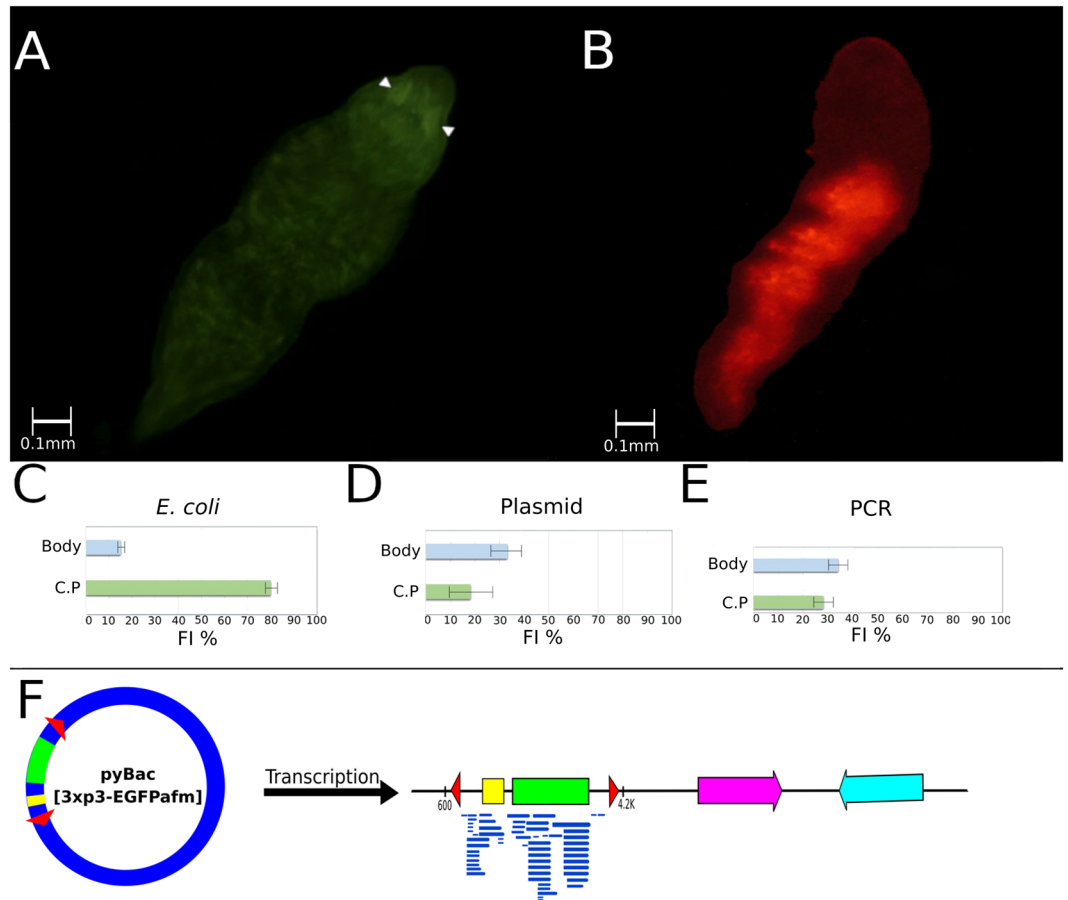 A
B
0.1mm
0.1mm
C
D
E
E. coli
Plasmid
PCR
Body
C.P
0 10 20 30 40 50 60 70 80 90 100
FI %
Body
C.P
0 10 20 30 40 50 60 70 80 90 100
FI %
Body
C.P
0 10 20 30 40 50 60 70 80 90 100
FI %
F
pyBac
[3xp3-EGFPafm]
Transcription
600
4.2K